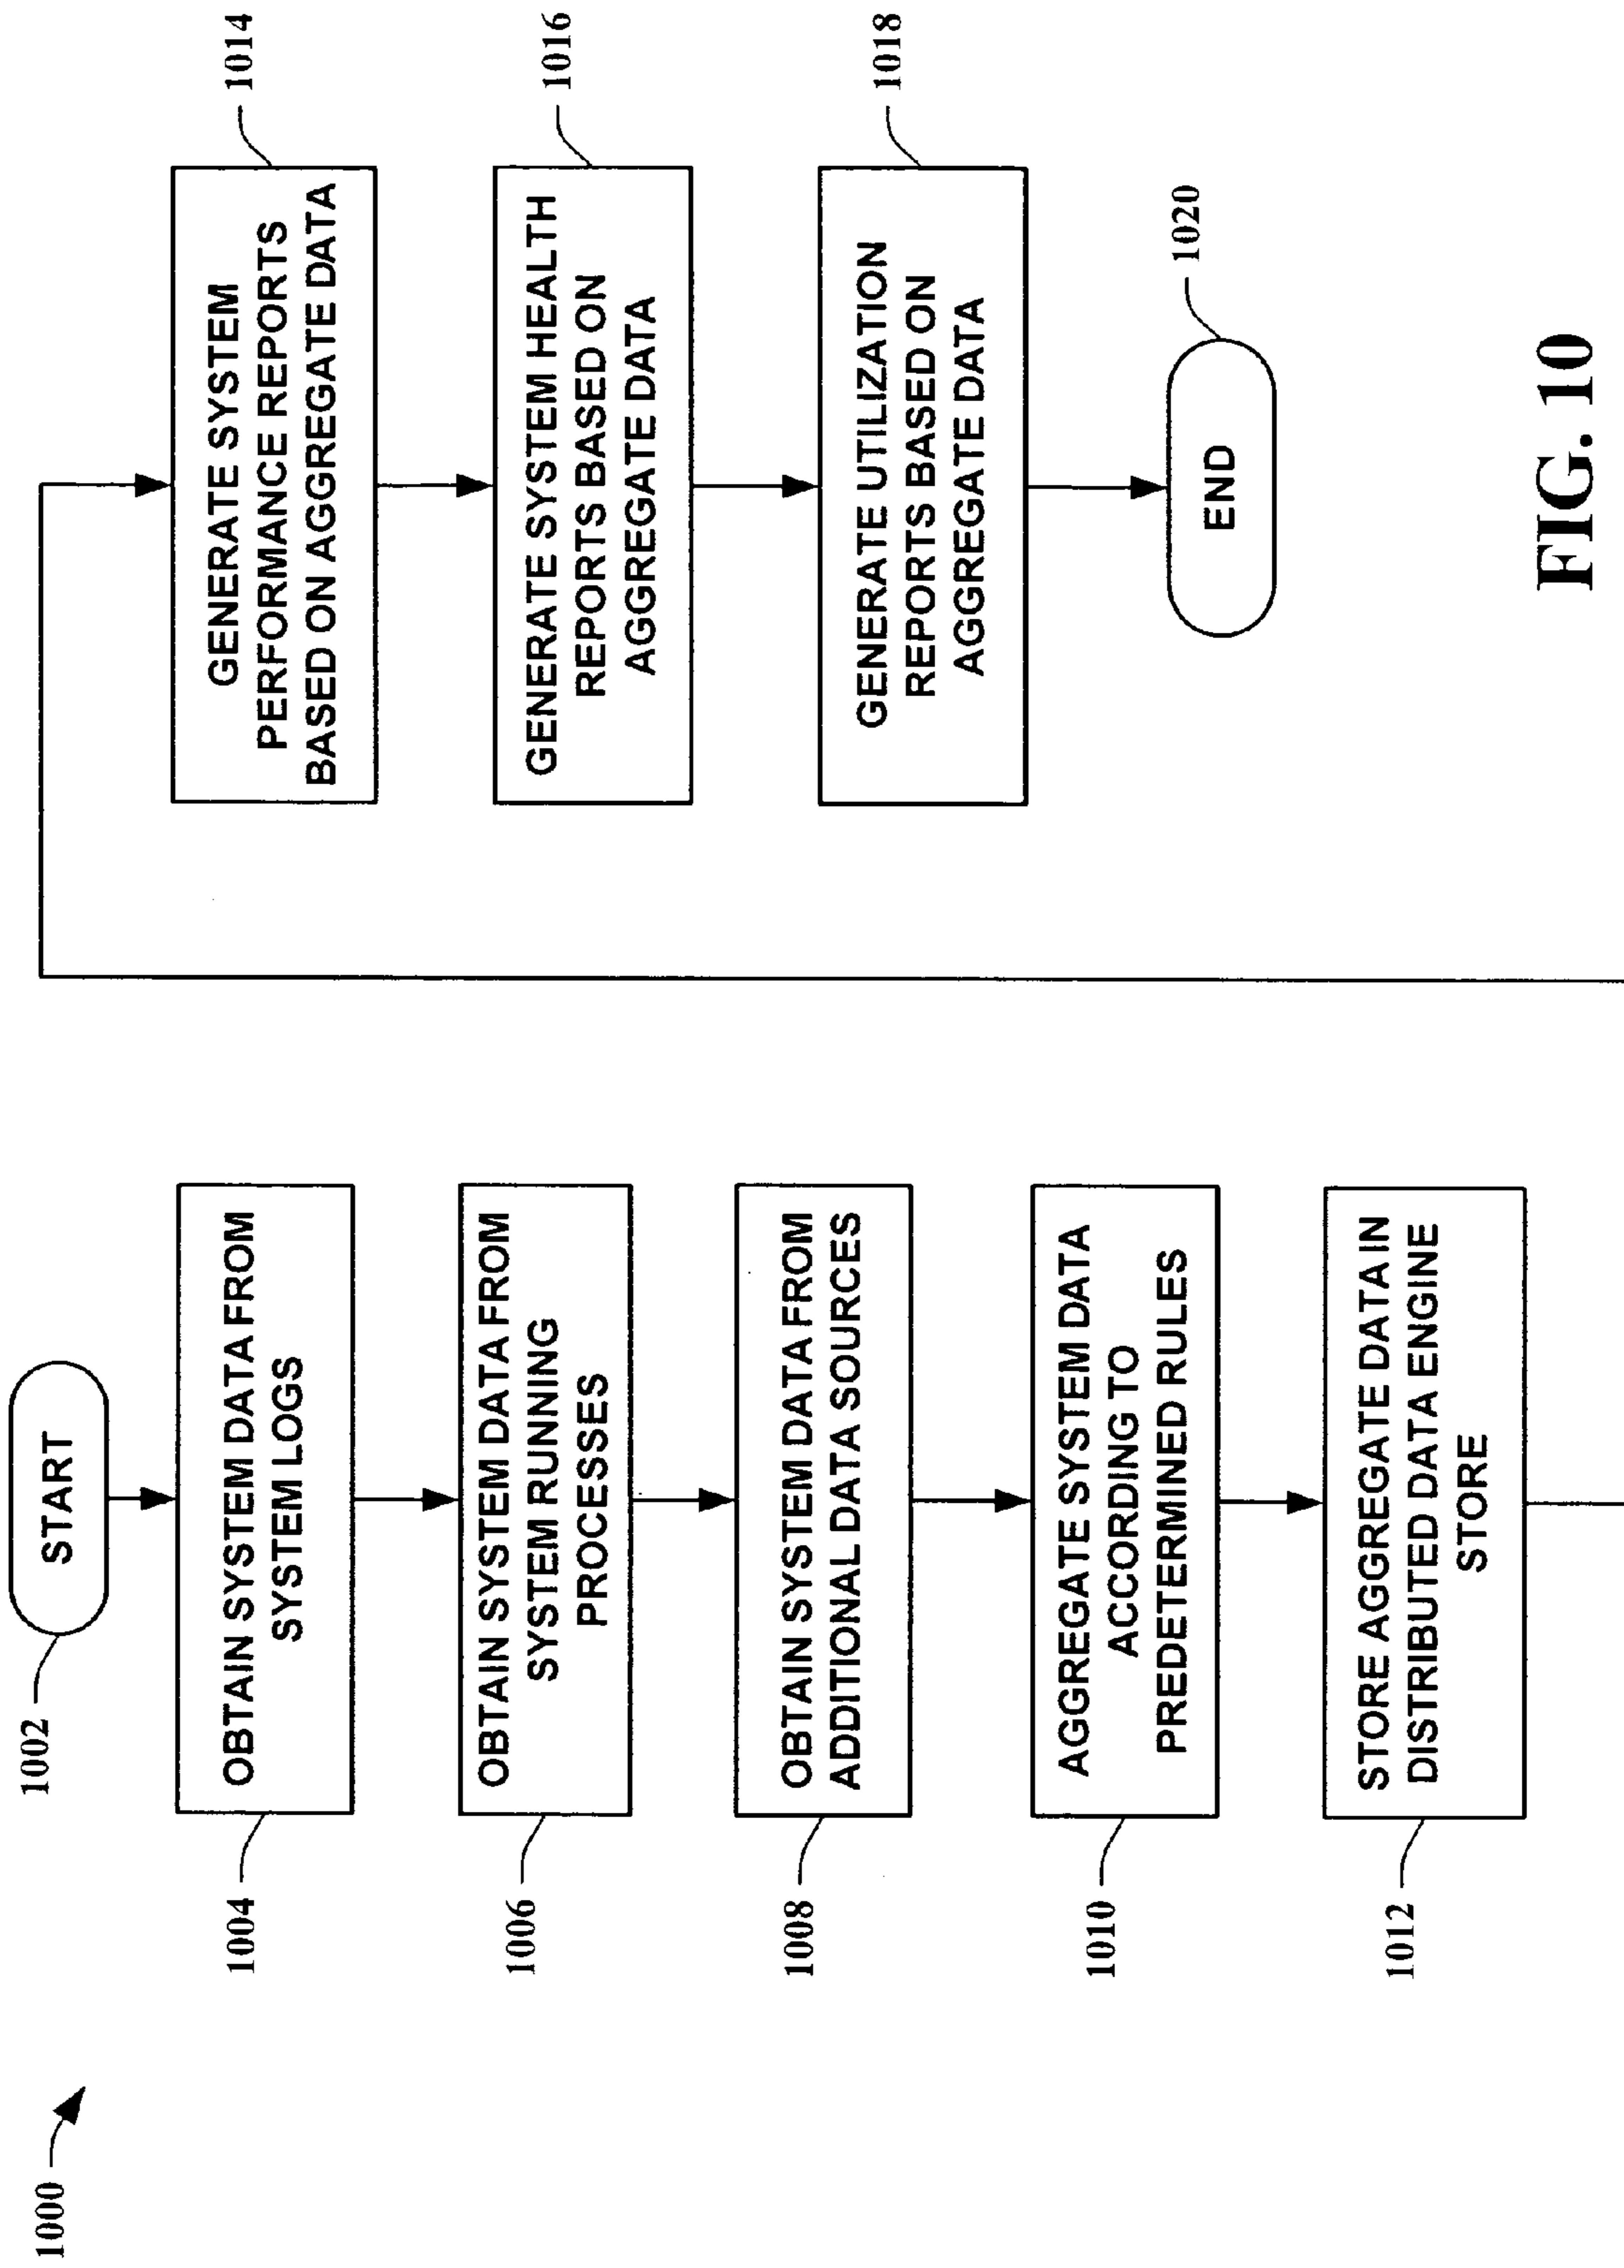 1000
START
1002
OBTAIN SYSTEM DATA FROM
SYSTEM LOGS
1004
OBTAIN SYSTEM DATA FROM
SYSTEM RUNNING
PROCESSES
1006
OBTAIN SYSTEM DATA FROM
ADDITIONAL DATA SOURCES
1008
AGGREGATE SYSTEM DATA
ACCORDING TO
PREDETERMINED RULES
1010
STORE AGGREGATE DATA IN
DISTRIBUTED DATA ENGINE
STORE
1012
GENERATE SYSTEM
PERFORMANCE REPORTS
BASED ON AGGREGATE DATA
1014
GENERATE SYSTEM HEALTH
REPORTS BASED ON
AGGREGATE DATA
1016
GENERATE UTILIZATION
REPORTS BASED ON
AGGREGATE DATA
1018
END
1020
FIG. 10